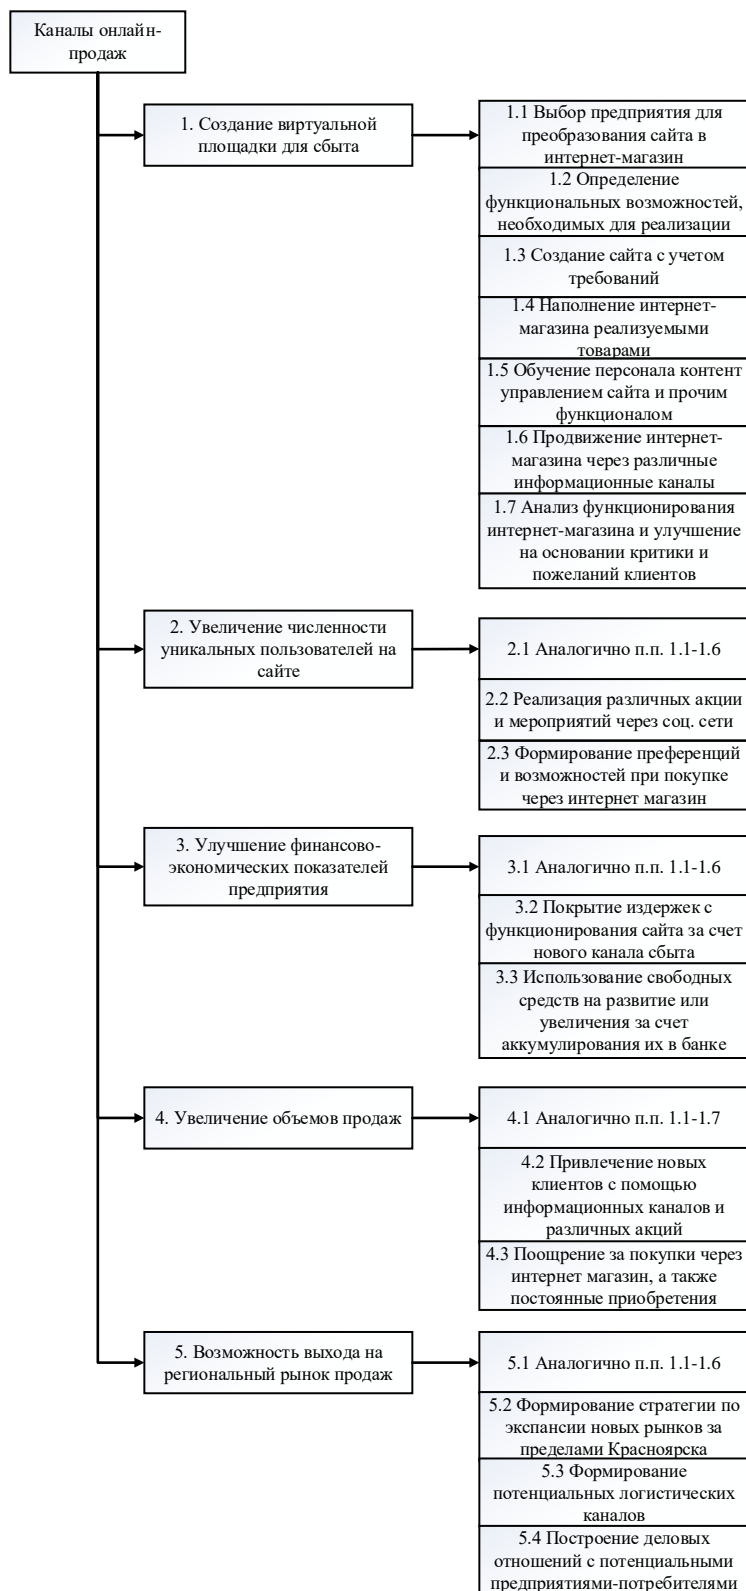 Каналы онлайн-
продаж
1. Создание виртуальной
площадки для сбыта
1.1 Выбор предприятия для
преобразования сайта в
интернет-магазин
1.2 Определение
функциональных возможностей,
необходимых для реализации
1.3 Создание сайта с учетом
требований
1.4 Наполнение интернет-
магазина реализуемыми
товарами
1.5 Обучение персонала контент
управлением сайта и прочим
функционалом
1.6 Продвижение интернет-
магазина через различные
информационные каналы
1.7 Анализ функционирования
интернет-магазина и улучшение
на основании критики и
пожеланий клиентов
2. Увеличение численности
уникальных пользователей на
сайте
2.1 Аналогично п.п. 1.1-1.6
2.2 Реализация различных акции
и мероприятий через соц. сети
2.3 Формирование преференций
и возможностей при покупке
через интернет магазин
3. Улучшение финансово-
экономических показателей
предприятия
3.1 Аналогично п.п. 1.1-1.6
3.2 Покрытие издержек с
функционирования сайта за счет
нового канала сбыта
3.3 Использование свободных
средств на развитие или
увеличения за счет
аккумулирования их в банке
4. Увеличение объемов продаж
4.1 Аналогично п.п. 1.1-1.7
4.2 Привлечение новых
клиентов с помощью
информационных каналов и
различных акций
4.3 Поощрение за покупки через
интернет магазин, а также
постоянные приобретения
5. Возможность выхода на
региональный рынок продаж
5.1 Аналогично п.п. 1.1-1.6
5.2 Формирование стратегии по
экспансии новых рынков за
пределами Красноярска
5.3 Формирование
потенциальных логистических
каналов
5.4 Построение деловых
отношений с потенциальными
предприятиями-потребителями